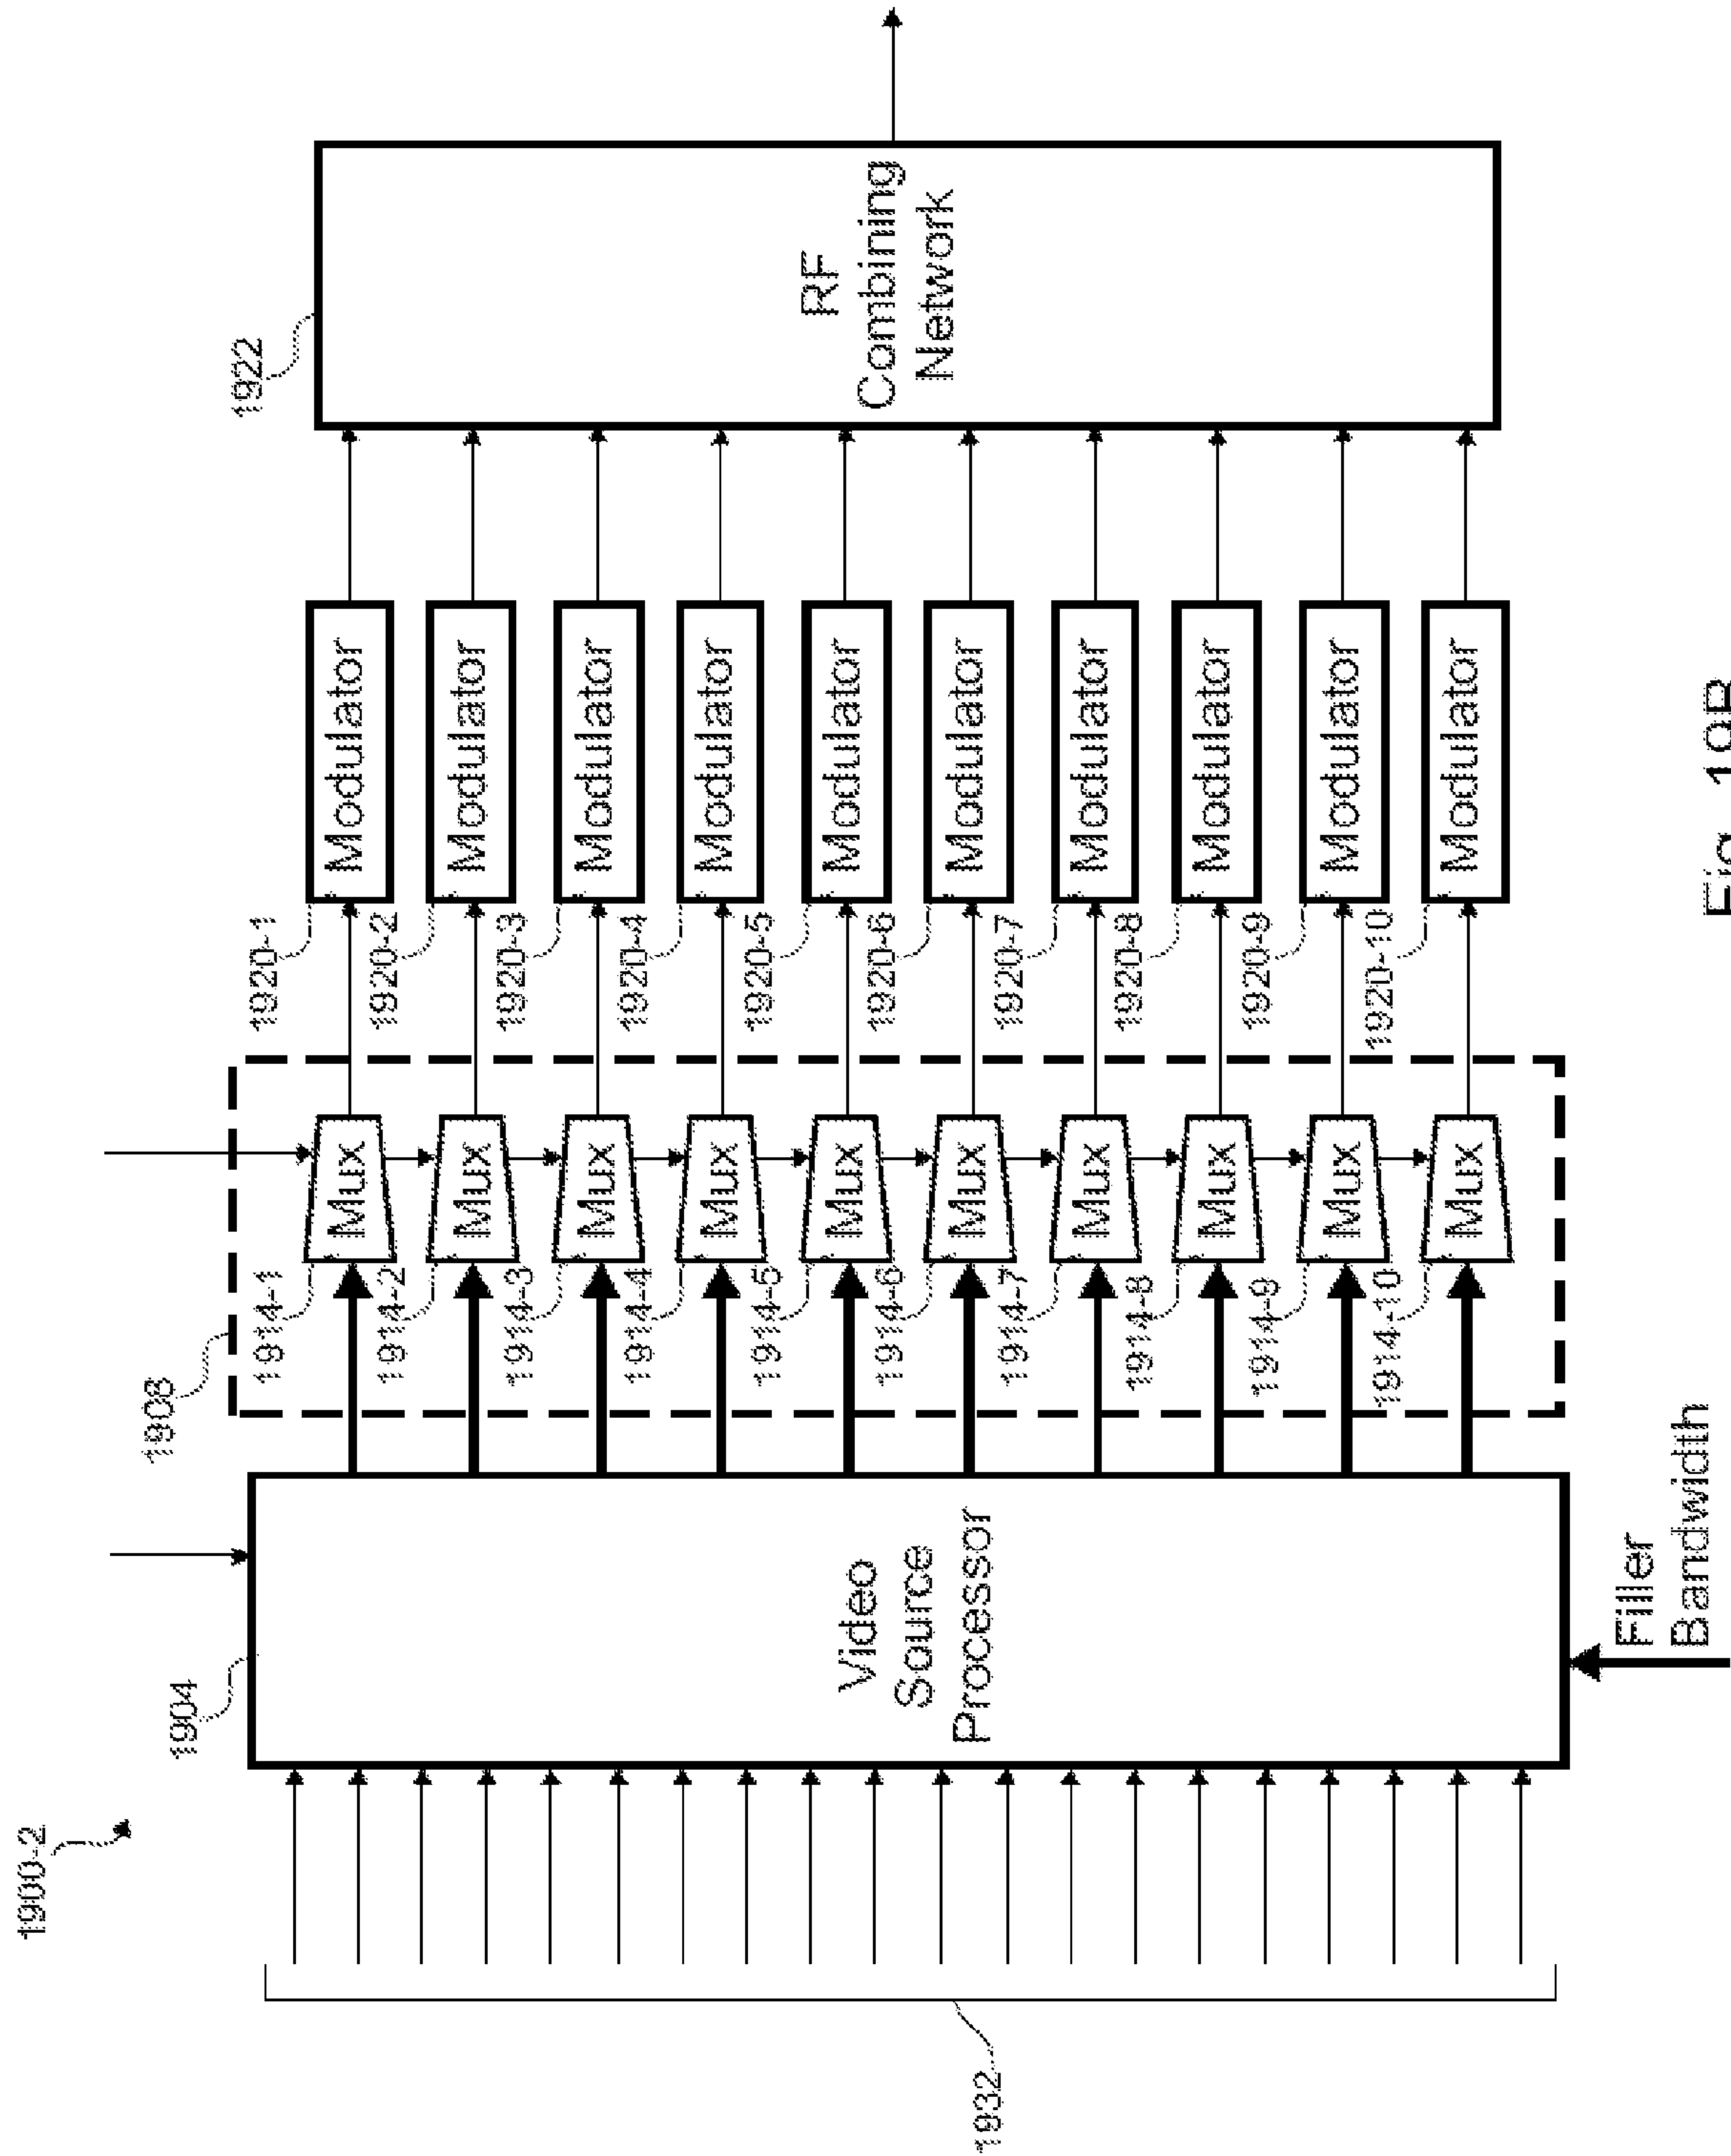 1900-2
1932
1904
Video
Source
Processor
Filler
Bandwidth
1908
1914-1
Mux
1914-2
Mux
1914-3
Mux
1914-4
Mux
1914-5
Mux
1914-6
Mux
1914-7
Mux
1914-8
Mux
1914-9
Mux
1914-10
Mux
1920-1
Modulator
1920-2
Modulator
1920-3
Modulator
1920-4
Modulator
1920-5
Modulator
1920-6
Modulator
1920-7
Modulator
1920-8
Modulator
1920-9
Modulator
1920-10
Modulator
1922
RF
Combining
Network
Fig. 19B